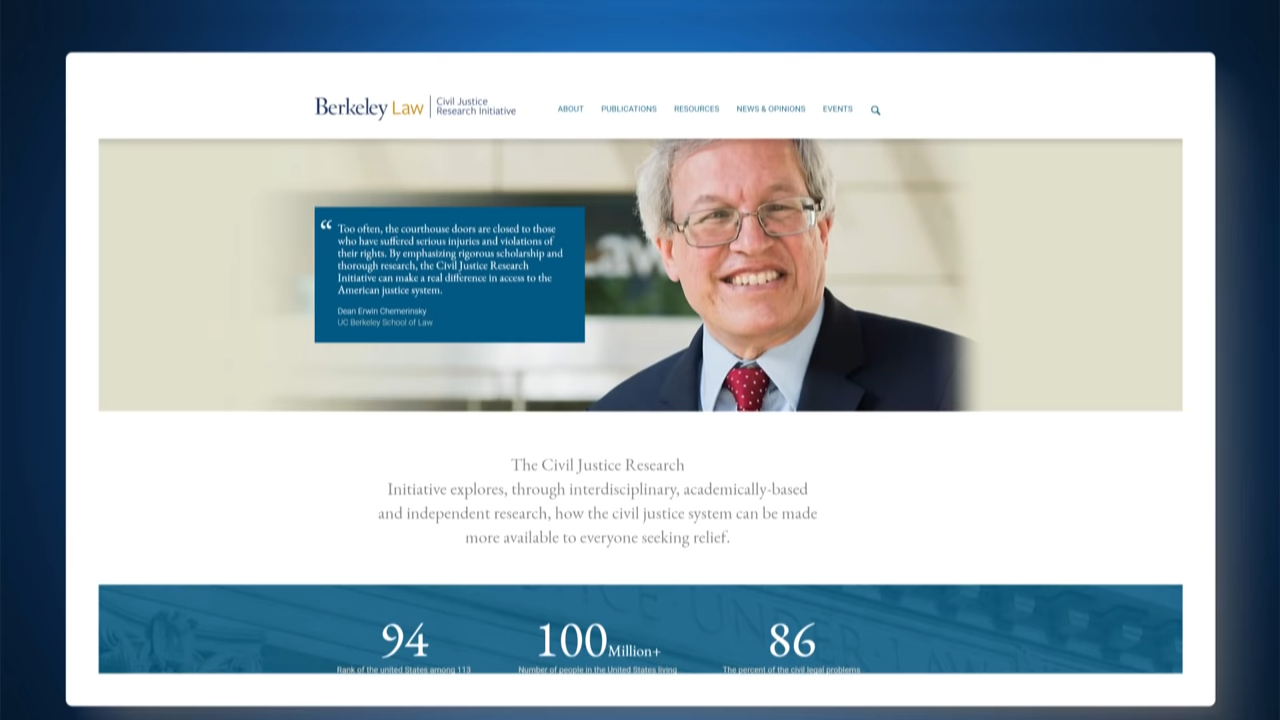 Berkeley Law
Civil Justice
Research Initiative
ABOUT PUBLICATIONS RESOURCES NEWS & OPINIONS EVENTS
“ Too often, the courthouse doors are closed to those
who have suffered serious injuries and violations of
their rights. By emphasizing rigorous scholarship and
thorough research, the Civil Justice Research
Initiative can make a real difference in access to the
American justice system.
Dean Erwin Chemerinsky
UC Berkeley School of Law
The Civil Justice Research
Initiative explores, through interdisciplinary, academically-based
and independent research, how the civil justice system can be made
more available to everyone seeking relief.
94 100 Million+ 86
Rank of the united States among 113 Number of people in the United States living The percent of the civil legal problems